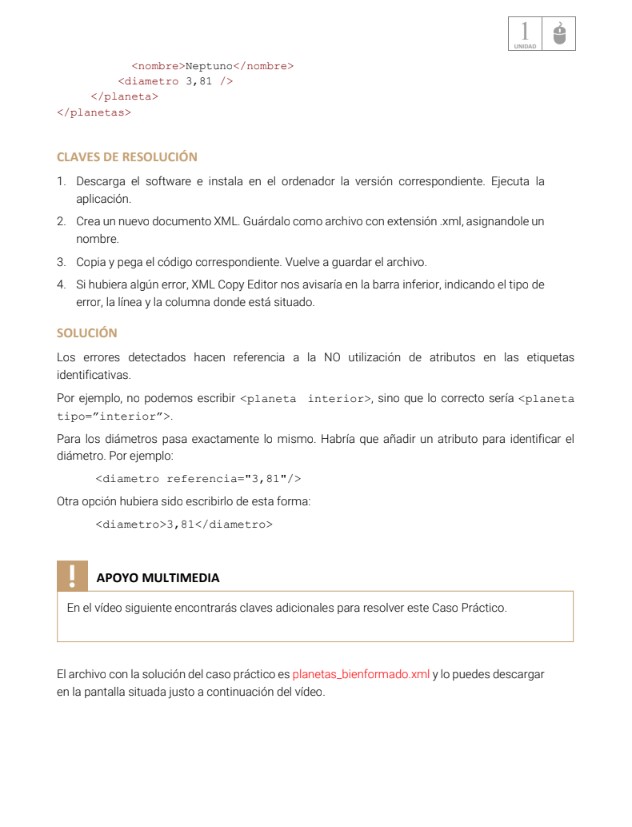 1
UNIDAD
<nombre>Neptuno</nombre>
<diametro 3,81 />
</planeta>
</planetas>
CLAVES DE RESOLUCIÓN
1. Descarga el software e instala en el ordenador la versión correspondiente. Ejecuta la
aplicación.
2. Crea un nuevo documento XML. Guárdalo como archivo con extensión .xml, asignandole un
nombre.
3. Copia y pega el código correspondiente. Vuelve a guardar el archivo.
4. Si hubiera algún error, XML Copy Editor nos avisaría en la barra inferior, indicando el tipo de
error, la línea y la columna donde está situado.
SOLUCIÓN
Los errores detectados hacen referencia a la NO utilización de atributos en las etiquetas
identificativas.
Por ejemplo, no podemos escribir <planeta interior>, sino que lo correcto sería <planeta
tipo=”interior”>.
Para los diámetros pasa exactamente lo mismo. Habría que añadir un atributo para identificar el
diámetro. Por ejemplo:
<diametro referencia="3,81"/>
Otra opción hubiera sido escribirlo de esta forma:
<diametro>3,81</diametro>
! APOYO MULTIMEDIA
En el vídeo siguiente encontrarás claves adicionales para resolver este Caso Práctico.
El archivo con la solución del caso práctico es planetas_bienformado.xml y lo puedes descargar
en la pantalla situada justo a continuación del vídeo.